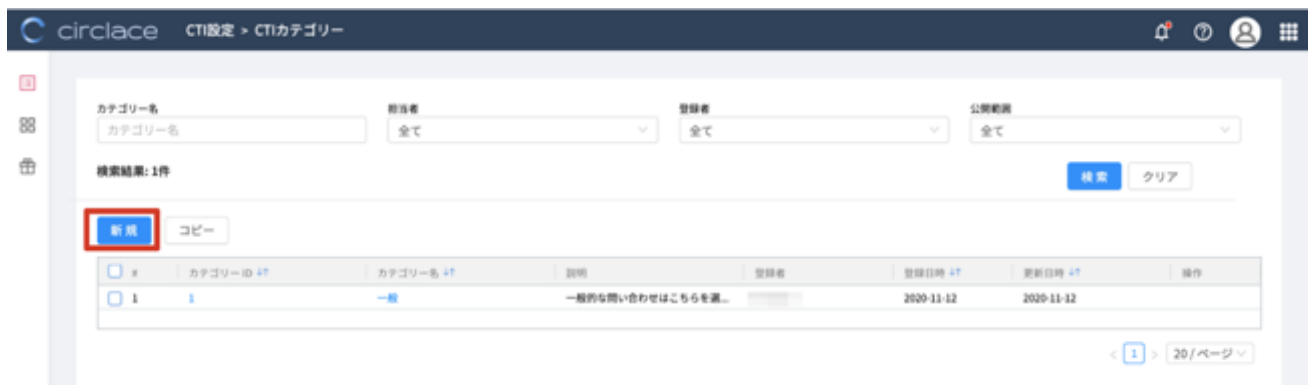 circlace CTI設定 > CTIカテゴリー
カテゴリー名 担当者 登録者 公開範囲
カテゴリー名 全て 全て 全て
検索結果: 1件 検索 クリア
新規 コピー
# カテゴリーID カテゴリー名 説明 登録者 登録日時 更新日時 操作
1 1 一般 一般的な問い合わせはこちらを選... 2020-11-12 2020-11-12
< 1 > 20 / ページ